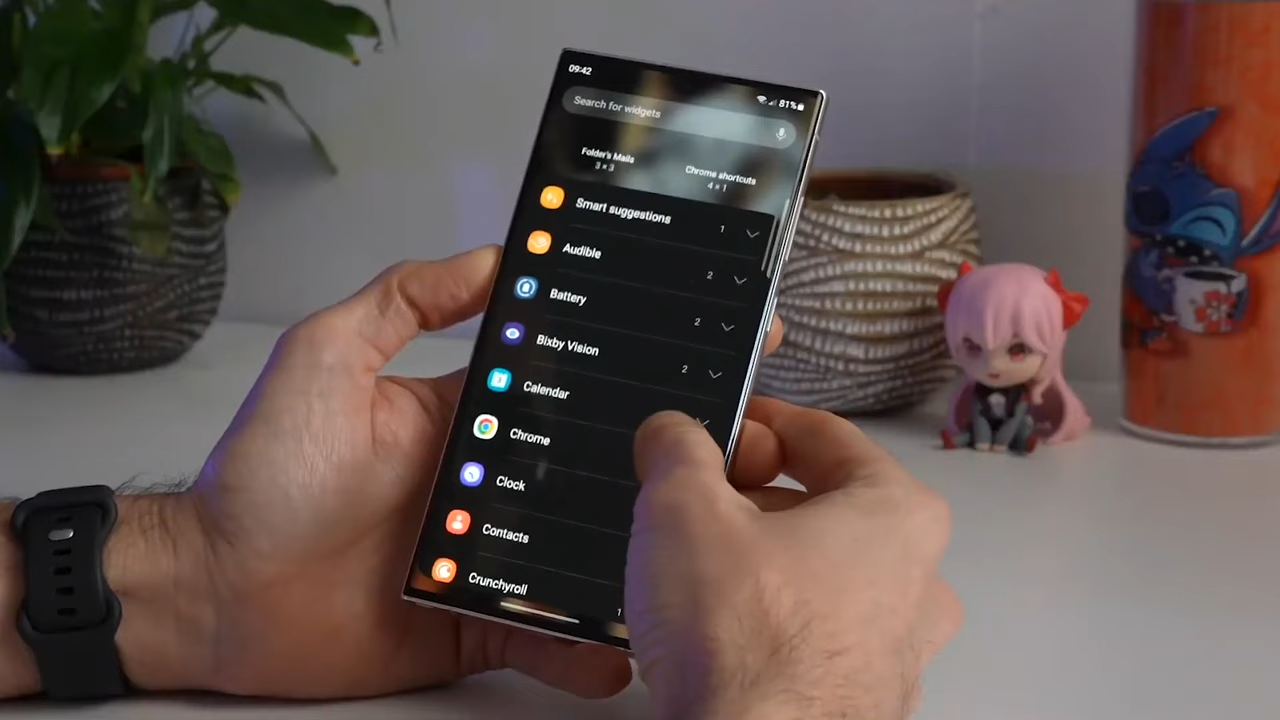 09:42
81%
Search for widgets
Folder's Mails
3 × 3
Chrome shortcuts
4 × 1
Smart suggestions 1
Audible 2
Battery 2
Bixby Vision 2
Calendar
Chrome
Clock
Contacts
Crunchyroll 1